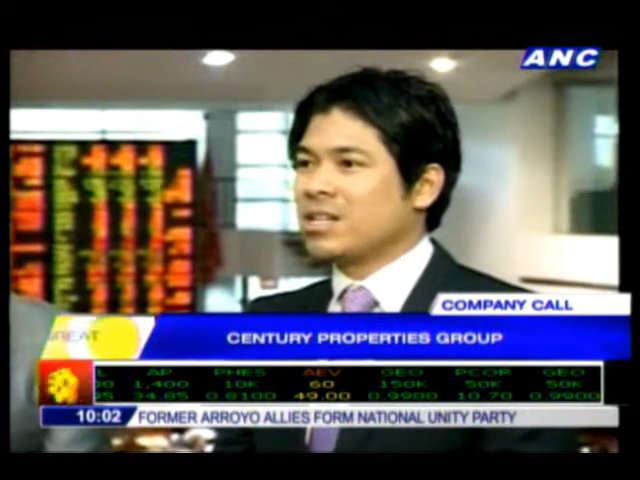 ANC
COMPANY CALL
CENTURY PROPERTIES GROUP
L AP PHES AEV GEO PCOR GEO
1,400 10K 60 150K 50K 50K
34.85 0.8100 49.00 0.9900 10.70 0.9900
10:02 FORMER ARROYO ALLIES FORM NATIONAL UNITY PARTY